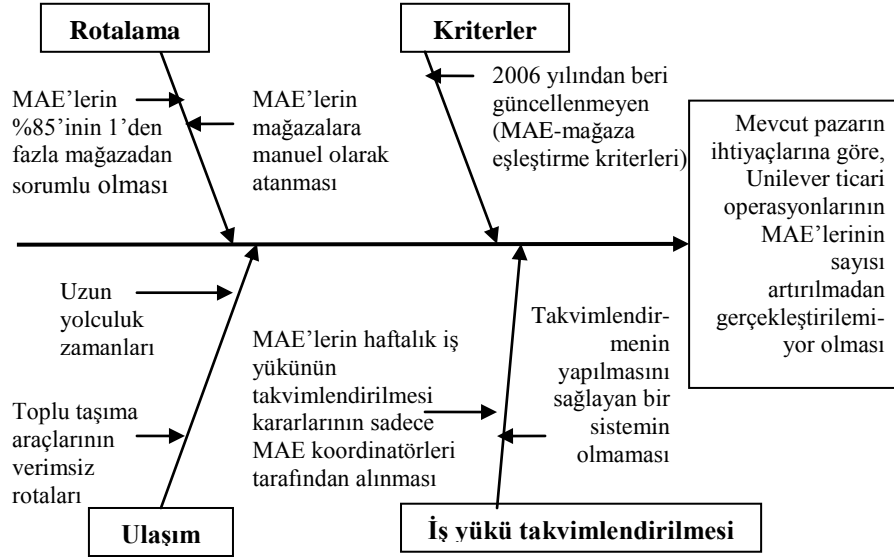 Rotalama
Kriterler
MAE'lerin
%85'inin 1'den
fazla mağazadan
sorumlu olması
MAE'lerin
mağazalara
manuel olarak
atanması
2006 yılından beri
güncellenmeyen
(MAE-mağaza
eşleştirme kriterleri)
Mevcut pazarın
ihtiyaçlarına göre,
Unilever ticari
operasyonlarının
MAE'lerinin
sayısı
artırılmadan
gerçekleştirilemi-
yor olması
Uzun
yolculuk
zamanları
Toplu taşıma
araçlarının
verimsiz
rotaları
MAE'lerin haftalık iş
yükünün
takvimlendirilmesi
kararlarının sadece
MAE koordinatörleri
tarafından alınması
Takvimlendir-
menin
yapılmasını
sağlayan bir
sistemin
olmaması
Ulaşım
İş yükü takvimlendirilmesi